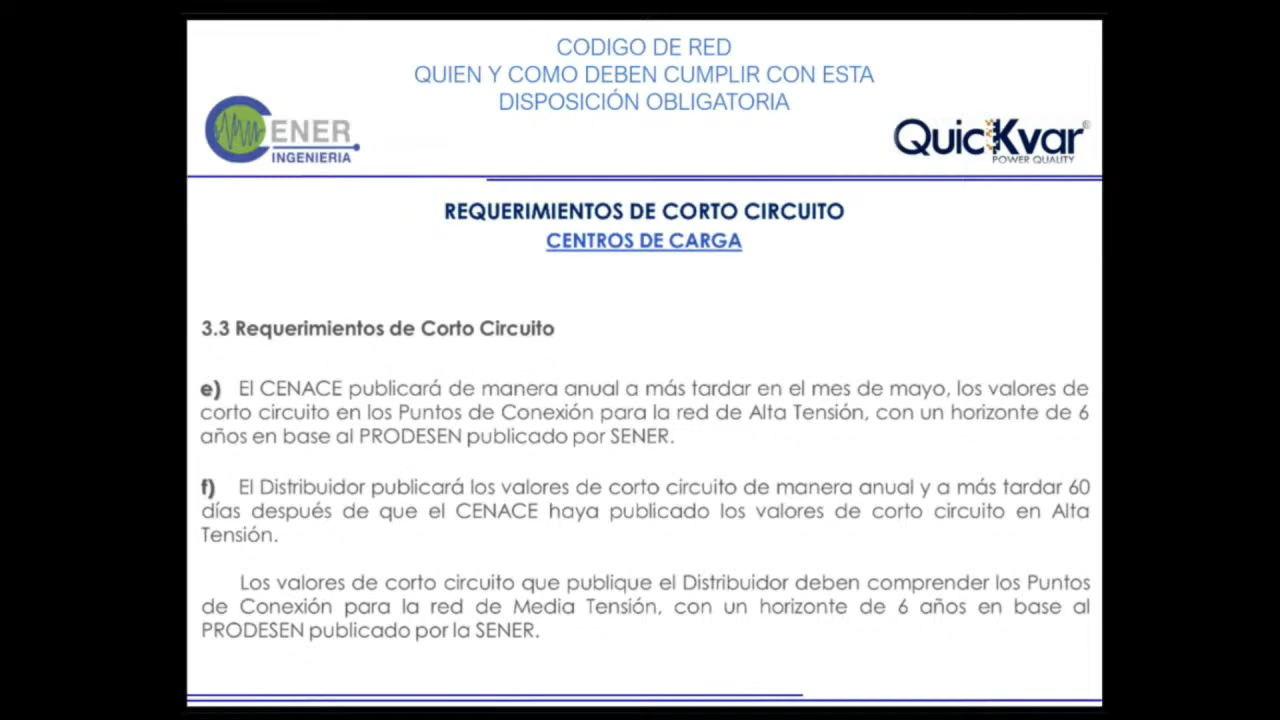 CODIGO DE RED
QUIEN Y COMO DEBEN CUMPLIR CON ESTA
DISPOSICIÓN OBLIGATORIA
CENER
INGENIERIA
QuicKvar®
POWER QUALITY
REQUERIMIENTOS DE CORTO CIRCUITO
CENTROS DE CARGA
3.3 Requerimientos de Corto Circuito
e) El CENACE publicará de manera anual a más tardar en el mes de mayo, los valores de
corto circuito en los Puntos de Conexión para la red de Alta Tensión, con un horizonte de 6
años en base al PRODESEN publicado por SENER.
f) El Distribuidor publicará los valores de corto circuito de manera anual y a más tardar 60
días después de que el CENACE haya publicado los valores de corto circuito en Alta
Tensión.
Los valores de corto circuito que publique el Distribuidor deben comprender los Puntos
de Conexión para la red de Media Tensión, con un horizonte de 6 años en base al
PRODESEN publicado por la SENER.